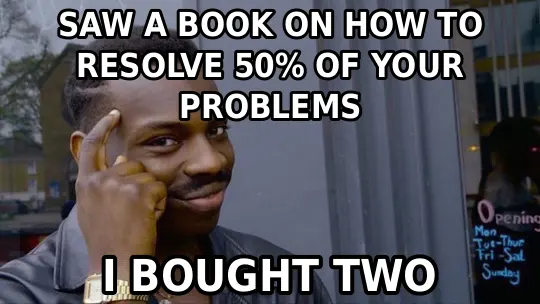 SAW A BOOK ON HOW TO
RESOLVE 50% OF YOUR
PROBLEMS
Opening
Mon
Tue-Thur
Fri -Sat
Sunday
I BOUGHT TWO